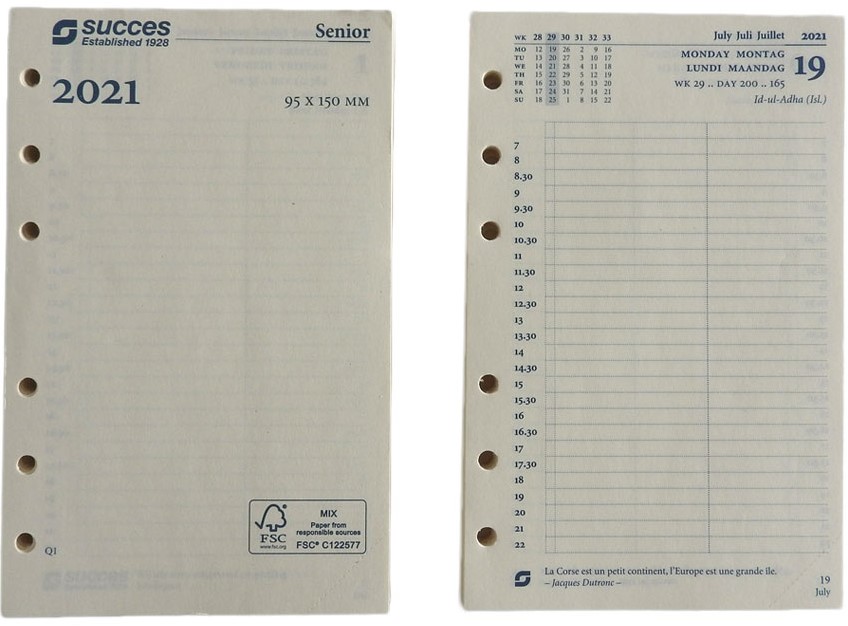 succes
Established 1928
Senior
2021
95 X 150 MM
MIX
Paper from
responsible sources
FSC
www.fsc.org
FSC® C122577
Q1
WK 28 29 30 31 32 33
MO 12 19 26 2 9 16
TU 13 20 27 3 10 17
WE 14 21 28 4 11 18
TH 15 22 29 5 12 19
FR 16 23 30 6 13 20
SA 17 24 31 7 14 21
SU 18 25 1 8 15 22
July Juli Juillet 2021
MONDAY MONTAG
LUNDI MAANDAG
19
WK 29 .. DAY 200 .. 165
Id-ul-Adha (Isl.)
7
8
8.30
9
9.30
10
10.30
11
11.30
12
12.30
13
13.30
14
14.30
15
15.30
16
16.30
17
17.30
18
19
20
21
22
La Corse est un petit continent, l'Europe est une grande île.
– Jacques Dutronc –
19
July